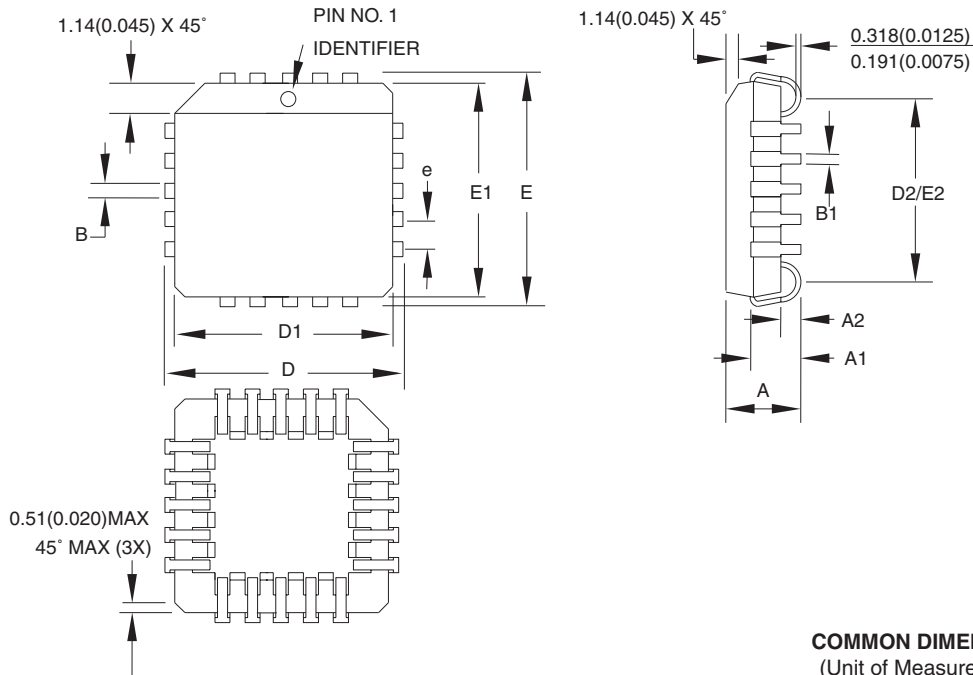 1.14(0.045) X 45˚
PIN NO. 1
IDENTIFIER
1.14(0.045) X 45˚
0.318(0.0125)
0.191(0.0075)
e
E1
E
B
D1
D
B1
D2/E2
A2
A1
A
0.51(0.020)MAX
45˚ MAX (3X)
COMMON
(Unit of